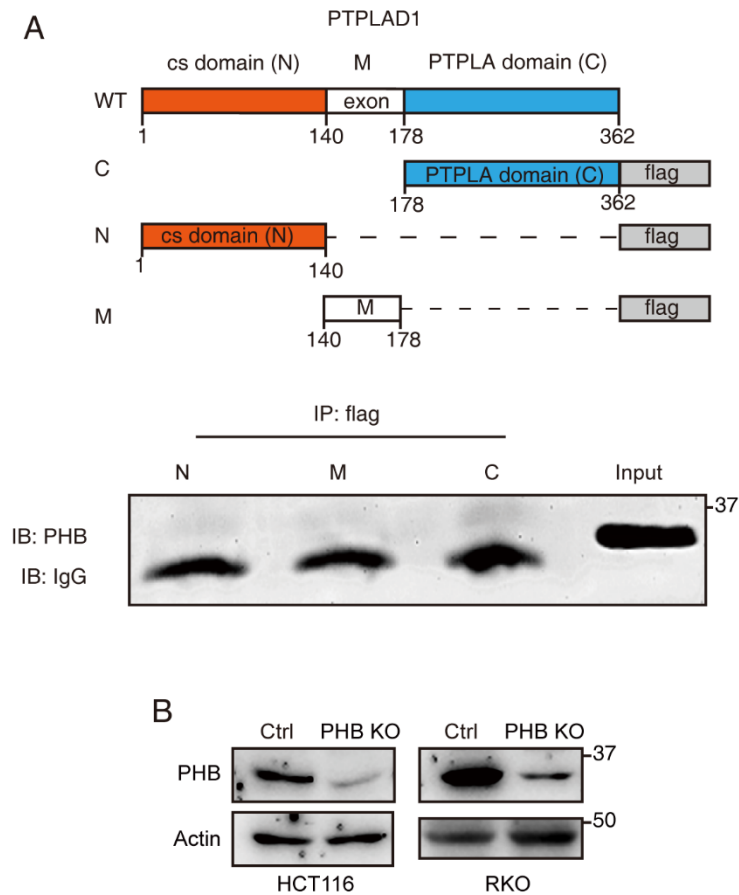 A
PTPLAD1
cs domain (N) M PTPLA domain (C)
WT exon
1 140 178 362
C PTPLA domain (C) flag
178 362
N cs domain (N) flag
1 140
M M flag
140 178
IP: flag
N M C Input
37
IB: PHB
IB: IgG
B
Ctrl PHB KO Ctrl PHB KO
37
PHB
50
Actin
HCT116 RKO